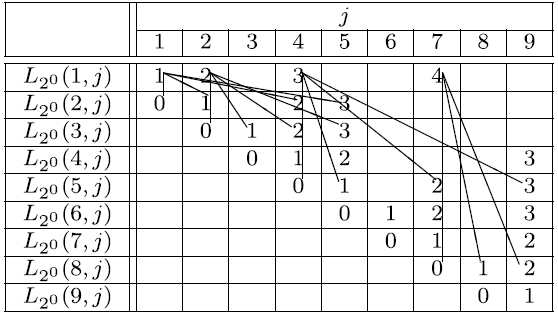 j
1 2 3 4 5 6 7 8 9
L_{2^0}(1, j) 1 2 3 4
L_{2^0}(2, j) 0 1 2 3
L_{2^0}(3, j) 0 1 2 3
L_{2^0}(4, j) 0 1 2 3
L_{2^0}(5, j) 0 1 2 3
L_{2^0}(6, j) 0 1 2 3
L_{2^0}(7, j) 0 1 2
L_{2^0}(8, j) 0 1 2
L_{2^0}(9, j) 0 1